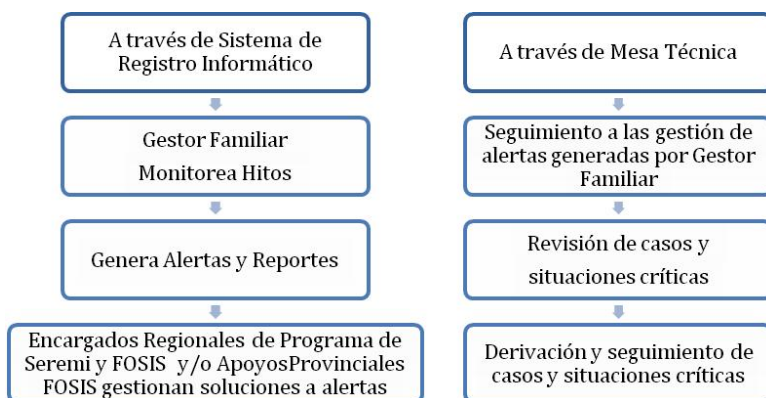 A través de Sistema de
Registro Informático
Gestor Familiar
Monitorea Hitos
Genera Alertas y Reportes
Encargados Regionales de Programa de
Seremi y FOSIS y/o ApoyosProvinciales
FOSIS gestionan soluciones a alertas
A través de Mesa Técnica
Seguimiento a las gestión de
alertas generadas por Gestor
Familiar
Revisión de casos y
situaciones críticas
Derivación y seguimiento de
casos y situaciones críticas